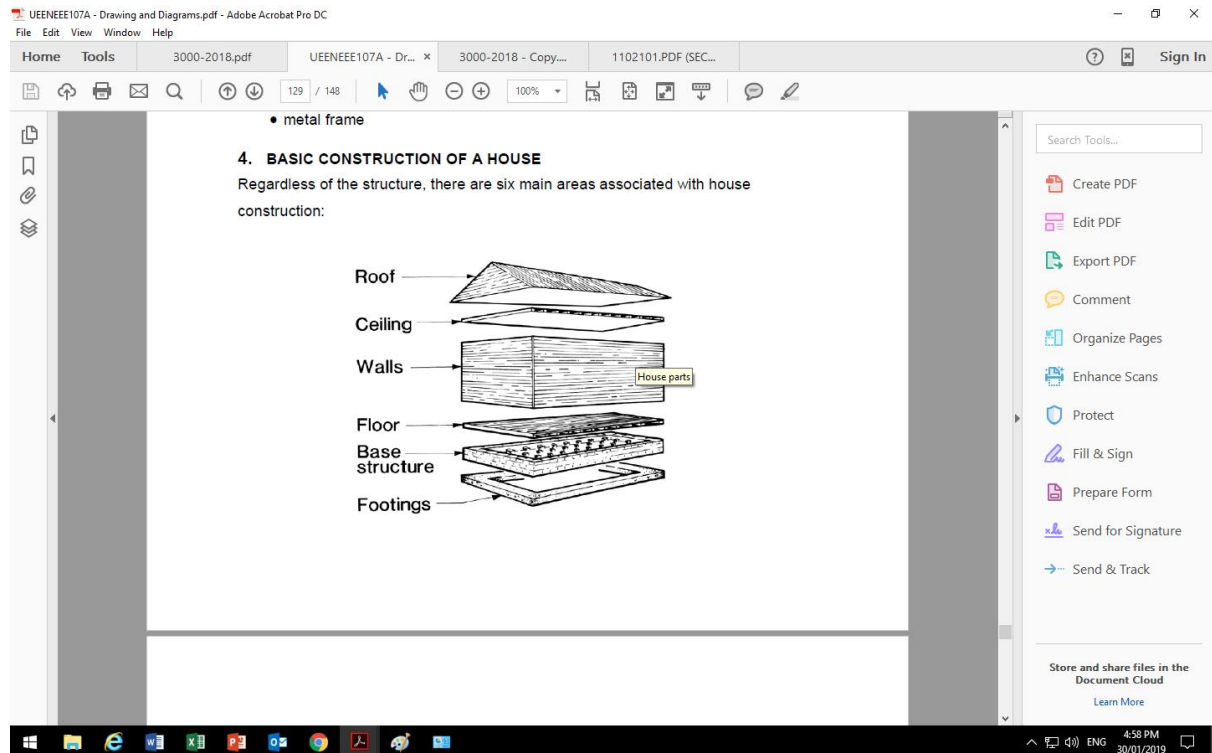 UEENEEE107A - Drawing and Diagrams.pdf - Adobe Acrobat Pro DC
File Edit View Window Help
Home Tools 3000-2018.pdf UEENEEE107A - Dr... × 3000-2018 - Copy.... 1102101.PDF (SEC... Sign In
129 / 148 100%
• metal frame
4. BASIC CONSTRUCTION OF A HOUSE
Regardless of the structure, there are six main areas associated with house
construction:
Roof
Ceiling
Walls
House parts
Floor
Base
structure
Footings
Search Tools...
Create PDF
Edit PDF
Export PDF
Comment
Organize Pages
Enhance Scans
Protect
Fill & Sign
Prepare Form
Send for Signature
Send & Track
Store and share files in the
Document Cloud
Learn More
ENG 4:58 PM
30/01/2019